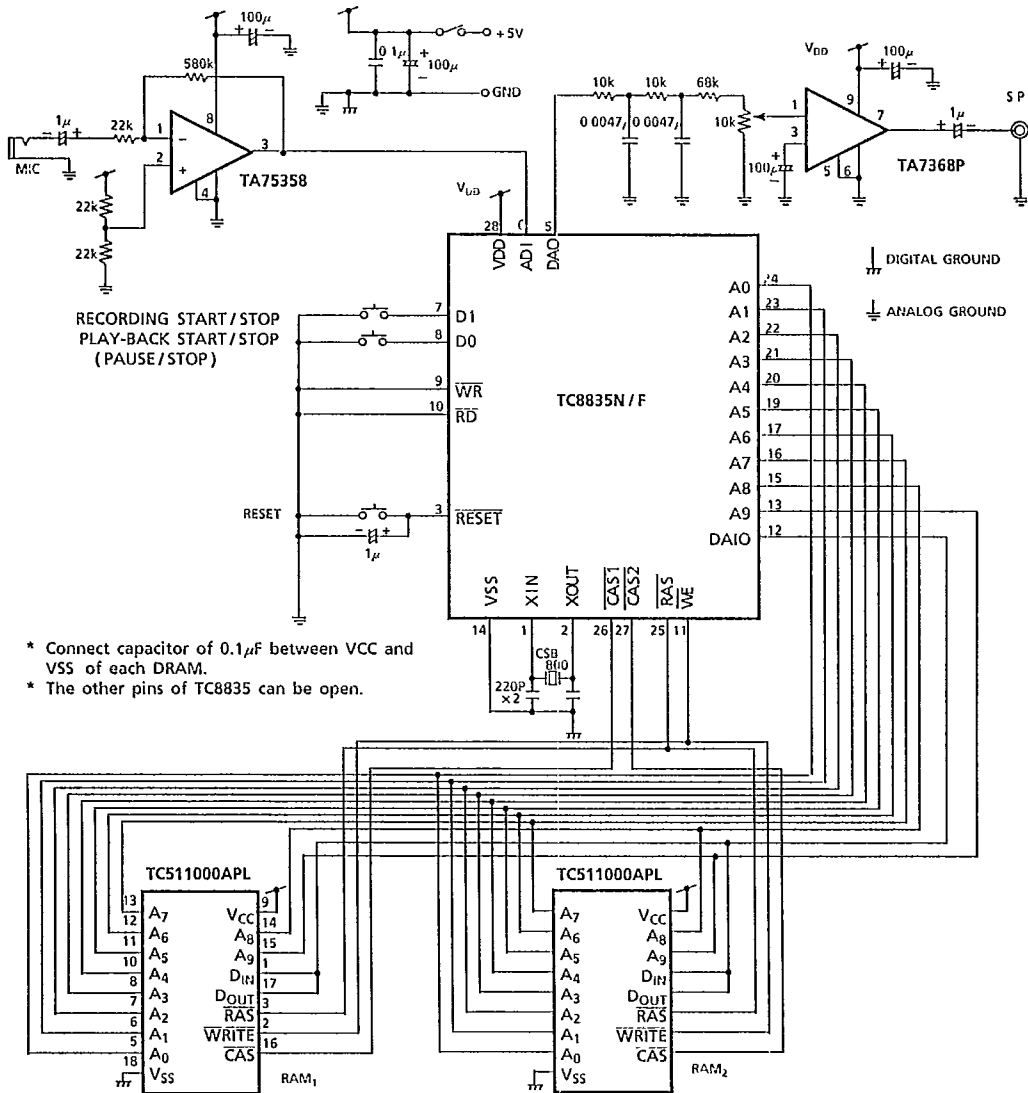 100μ
+ −
580k
8
1μ
− +
22k
1
−
2
+
3
4
MIC
TA75358
22k
22k
0 1μ
+
100μ
−
+5V
GND
10k
10k
68k
0 0047μ
0.0047μ
10k
VDD
100μ
+ −
1
9
7
3
5
6
100μ
+
−
TA7368P
1μ
+ −
SP
VDD
28
VDD
ADI
5
DAO
DIGITAL GROUND
ANALOG GROUND
RECORDING START/STOP
PLAY-BACK START/STOP
(PAUSE/STOP)
7 D1
8 D0
9 WR
10 RD
RESET
3 RESET
− +
1μ
TC8835N/F
A0 24
A1 23
A2 22
A3 21
A4 20
A5 19
A6 17
A7 16
A8 15
A9 13
DAIO 12
VSS
XIN
XOUT
CAS1
CAS2
RAS
WE
14
1
2
26
27
25
11
CSB
800
220P
×2
* Connect capacitor of 0.1μF between VCC and
VSS of each DRAM.
* The other pins of TC8835 can be open.
TC511000APL
13 A7
12 A6
11 A5
10 A4
8 A3
7 A2
6 A1
5 A0
18 VSS
VCC 9
A8 14
A9 15
DIN 1
DOUT 17
RAS 3
WRITE 2
CAS 16
RAM1
TC511000APL
A7
A6
A5
A4
A3
A2
A1
A0
VSS
VCC
A8
A9
DIN
DOUT
RAS
WRITE
CAS
RAM2